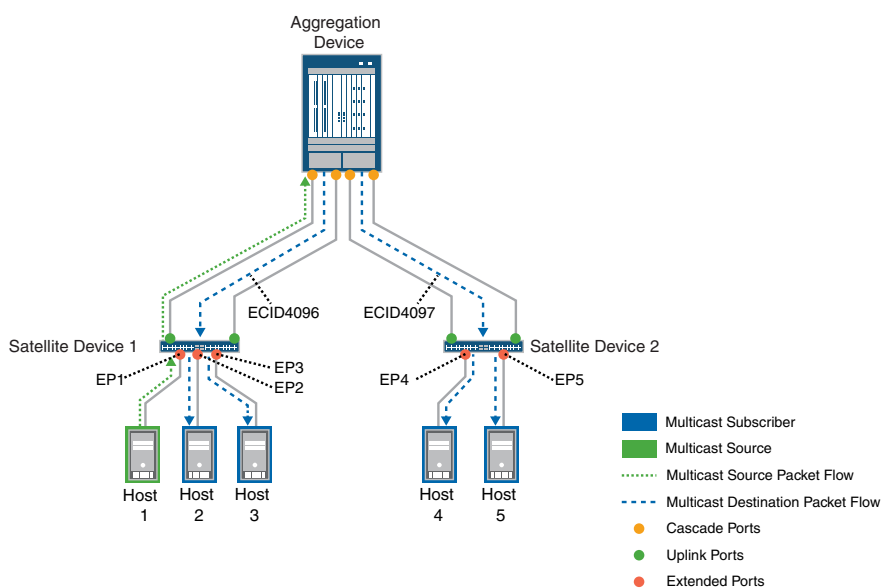 Aggregation
Device
ECID4096
ECID4097
Satellite Device 1
Satellite Device 2
EP1
EP3
EP2
EP4
EP5
Host
1
Host
2
Host
3
Host
4
Host
5
Multicast Subscriber
Multicast Source
Multicast Source Packet Flow
Multicast Destination Packet Flow
Cascade Ports
Uplink Ports
Extended Ports